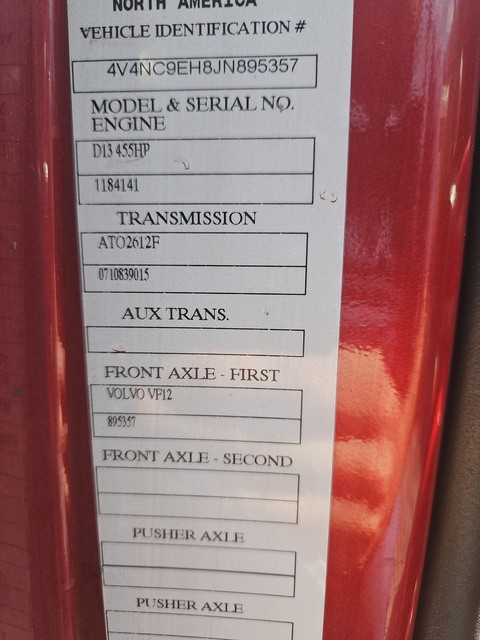 NORTH AMERICA
VEHICLE IDENTIFICATION #
4V4NC9EH8JN895357
MODEL & SERIAL NO.
ENGINE
D13 455HP
1184141
TRANSMISSION
ATO2612F
0710839015
AUX TRANS.
FRONT AXLE - FIRST
VOLVO VF12
895357
FRONT AXLE - SECOND
PUSHER AXLE
PUSHER AXLE